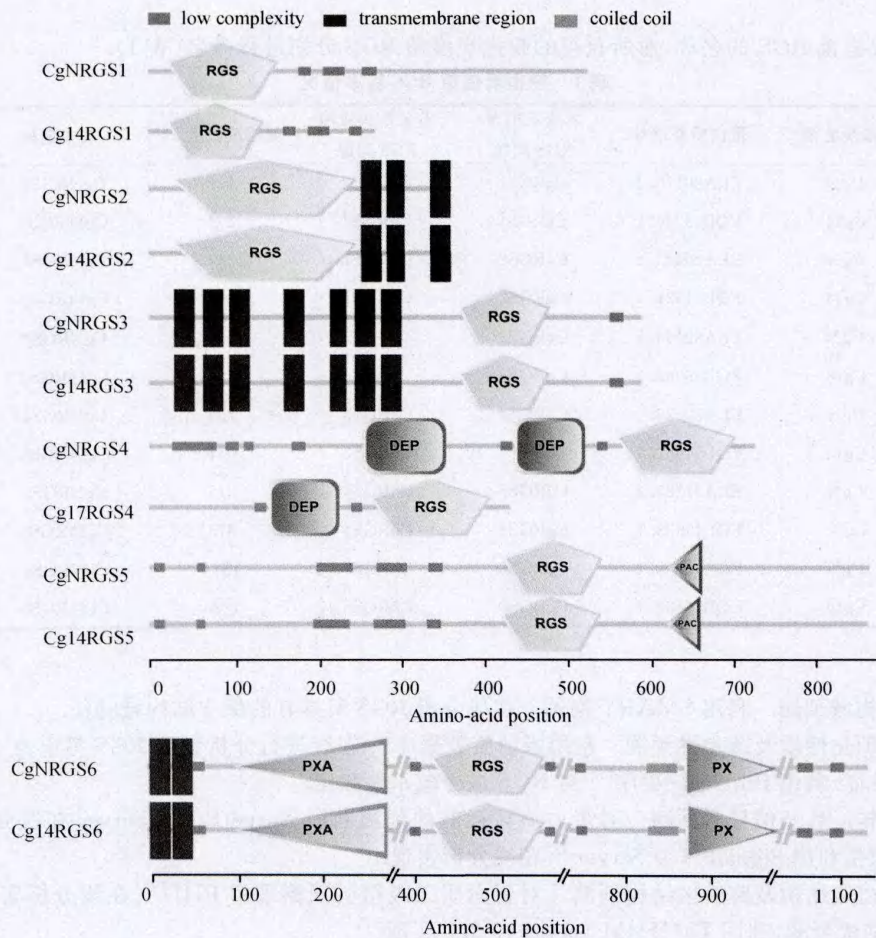 low complexity transmembrane region coiled coil
CgNRGS1 RGS
Cg14RGS1 RGS
CgNRGS2 RGS
Cg14RGS2 RGS
CgNRGS3 RGS
Cg14RGS3 RGS
CgNRGS4 DEP DEP RGS
Cg17RGS4 DEP RGS
CgNRGS5 RGS PAC
Cg14RGS5 RGS PAC
0 100 200 300 400 500 600 700 800
Amino-acid position
CgNRGS6 PXA RGS PX
Cg14RGS6 PXA RGS PX
0 100 200 400 500 800 900 1 000
Amino-acid position